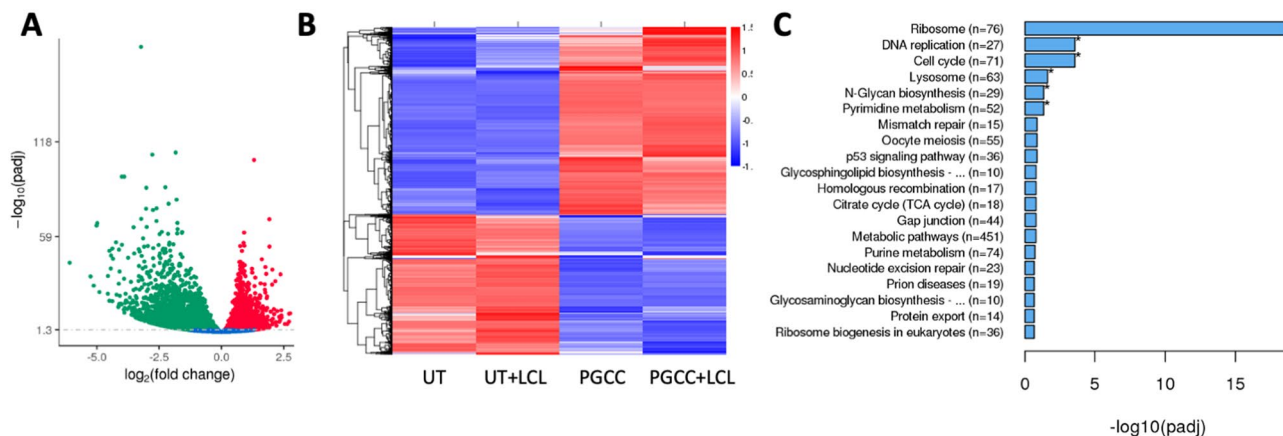 A
B
C
118
59
1.3
-5.0
-2.5
0.0
2.5
−log10(padj)
log2(fold change)
1.5
1
0.5
0
-0.5
-1
UT
UT+LCL
PGCC
PGCC+LCL
Ribosome (n=76)
DNA replication (n=27)
*
Cell cycle (n=71)
*
Lysosome (n=63)
*
N-Glycan biosynthesis (n=29)
*
Pyrimidine metabolism (n=52)
*
Mismatch repair (n=15)
Oocyte meiosis (n=55)
p53 signaling pathway (n=36)
Glycosphingolipid biosynthesis - ... (n=10)
Homologous recombination (n=17)
Citrate cycle (TCA cycle) (n=18)
Gap junction (n=44)
Metabolic pathways (n=451)
Purine metabolism (n=74)
Nucleotide excision repair (n=23)
Prion diseases (n=19)
Glycosaminoglycan biosynthesis - ... (n=10)
Protein export (n=14)
Ribosome biogenesis in eukaryotes (n=36)
0
5
10
15
-log10(padj)